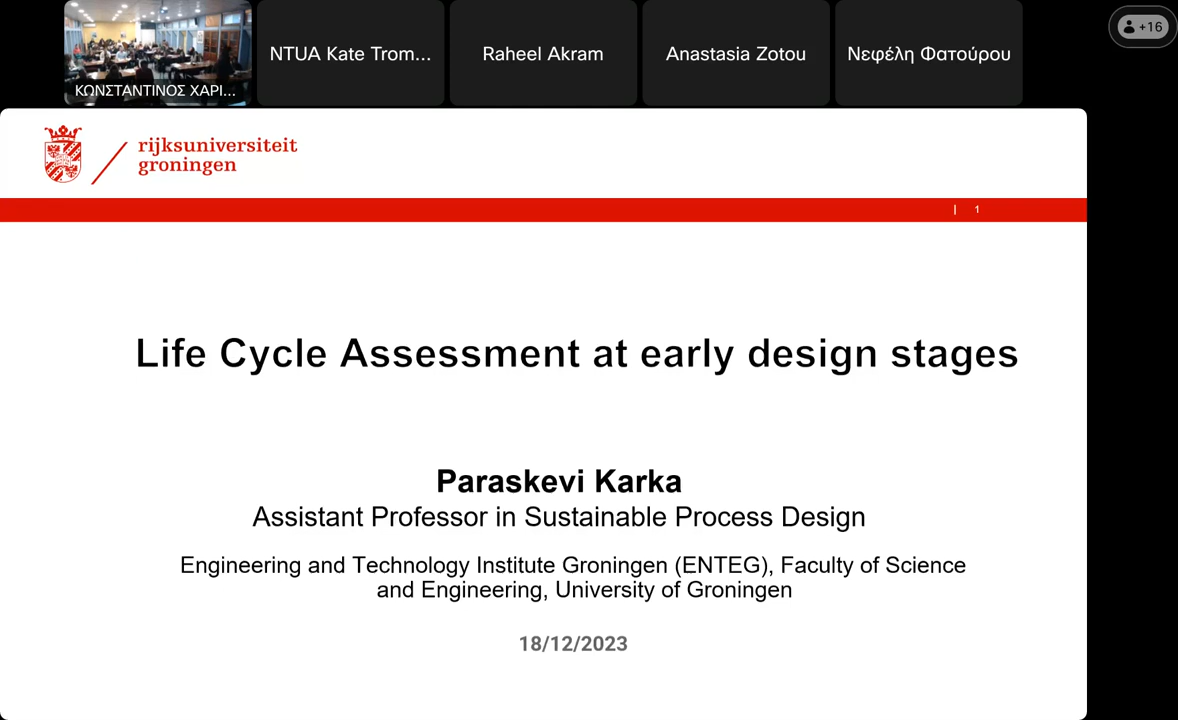 ΚΩΝΣΤΑΝΤΙΝΟΣ ΧΑΡΙ...
NTUA Kate Trom...
Raheel Akram
Anastasia Zotou
Νεφέλη Φατούρου
+16
rijksuniversiteit
groningen
| 1
Life Cycle Assessment at early design stages
Paraskevi Karka
Assistant Professor in Sustainable Process Design
Engineering and Technology Institute Groningen (ENTEG), Faculty of Science
and Engineering, University of Groningen
18/12/2023